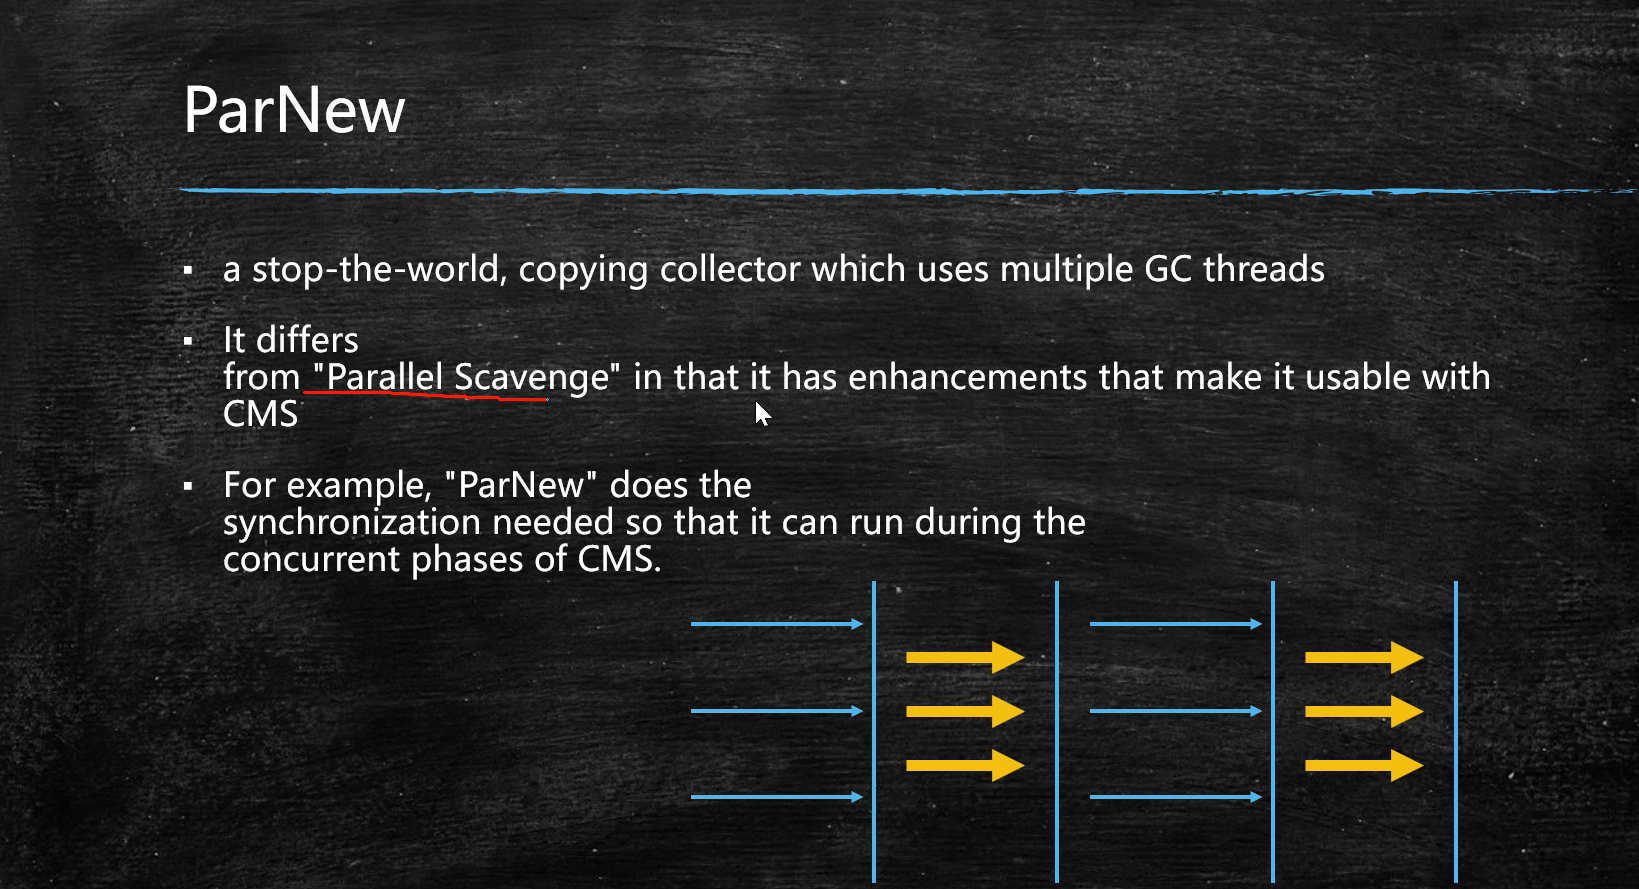 ParNew
▪ a stop-the-world, copying collector which uses multiple GC threads
▪ It differs
from "Parallel Scavenge" in that it has enhancements that make it usable with
CMS
▪ For example, "ParNew" does the
synchronization needed so that it can run during the
concurrent phases of CMS.